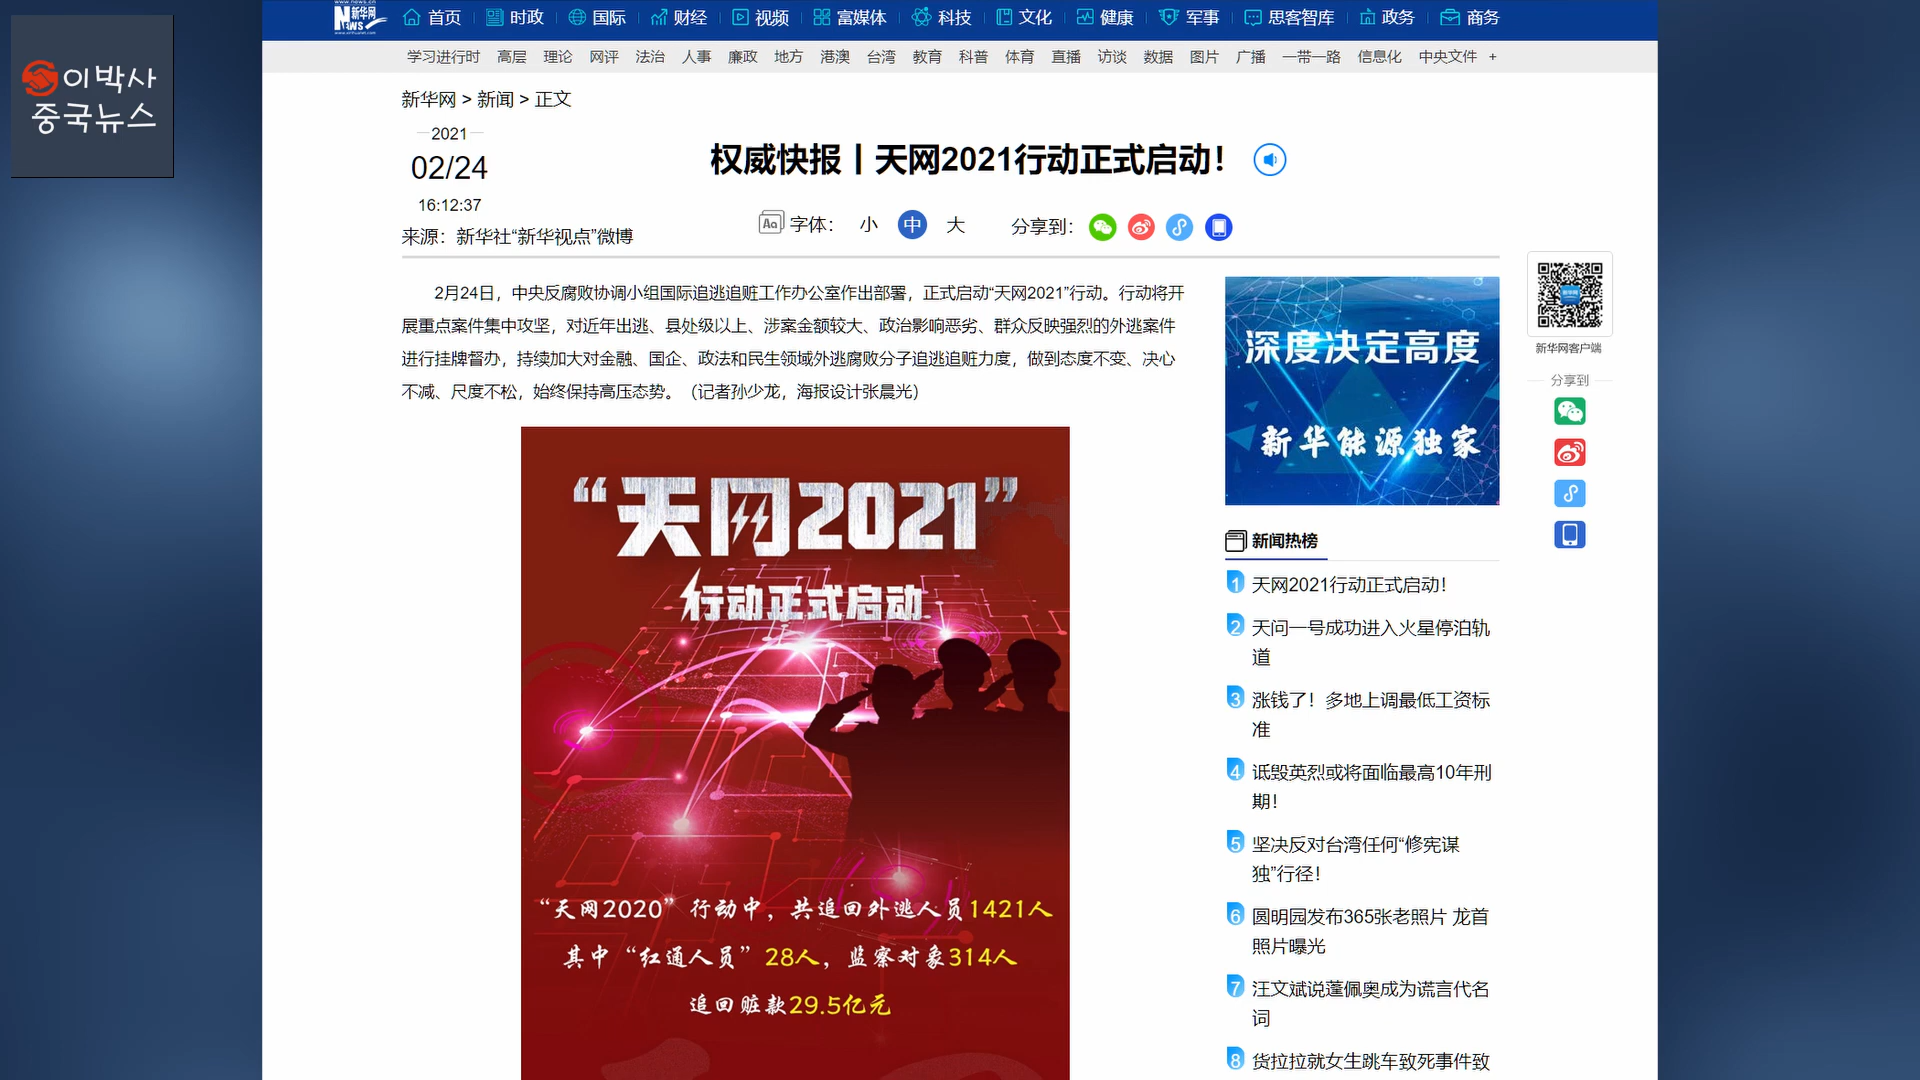 이박사
중국뉴스
www.news.cn
NEWS 新华网
www.xinhuanet.com
首页 时政 国际 财经 视频 富媒体 科技 文化 健康 军事 思客智库 政务 商务
学习进行时 高层 理论 网评 法治 人事 廉政 地方 港澳 台湾 教育 科普 体育 直播 访谈 数据 图片 广播 一带一路 信息化 中央文件 +
新华网 > 新闻 > 正文
2021
02/24
16:12:37
来源：新华社“新华视点”微博
权威快报丨天网2021行动正式启动！
Aa 字体： 小 中 大 分享到：
2月24日，中央反腐败协调小组国际追逃追赃工作办公室作出部署，正式启动“天网2021”行动。行动将开
展重点案件集中攻坚，对近年出逃、县处级以上、涉案金额较大、政治影响恶劣、群众反映强烈的外逃案件
进行挂牌督办，持续加大对金融、国企、政法和民生领域外逃腐败分子追逃追赃力度，做到态度不变、决心
不减、尺度不松，始终保持高压态势。（记者孙少龙，海报设计张晨光）
“天网2021”
行动正式启动
“天网2020”行动中，共追回外逃人员1421人
其中“红通人员”28人，监察对象314人
追回赃款29.5亿元
深度决定高度
新华能源独家
新闻热榜
1 天网2021行动正式启动！
2 天问一号成功进入火星停泊轨
道
3 涨钱了！多地上调最低工资标
准
4 诋毁英烈或将面临最高10年刑
期！
5 坚决反对台湾任何“修宪谋
独”行径！
6 圆明园发布365张老照片 龙首
照片曝光
7 汪文斌说蓬佩奥成为谎言代名
词
8 货拉拉就女生跳车致死事件致
新华网客户端
分享到